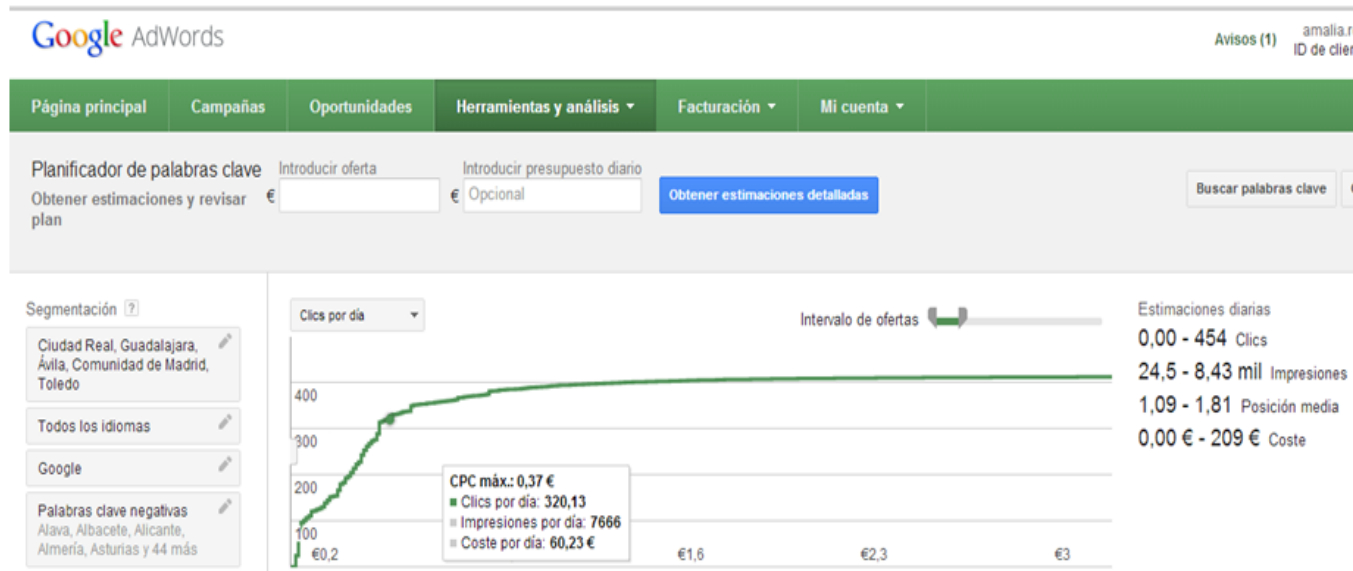 Google AdWords
Avisos (1)
amalia.r
ID de clien
Página principal
Campañas
Oportunidades
Herramientas y análisis
Facturación
Mi cuenta
Planificador de palabras clave
Obtener estimaciones y revisar
plan
Introducir oferta
€
Introducir presupuesto diario
€ Opcional
Obtener estimaciones detalladas
Buscar palabras clave
Segmentación ?
Ciudad Real, Guadalajara,
Ávila, Comunidad de Madrid,
Toledo
Todos los idiomas
Google
Palabras clave negativas
Alava, Albacete, Alicante,
Almería, Asturias y 44 más
Clics por día
Intervalo de ofertas
400
300
200
100
CPC máx.: 0,37 €
Clics por día: 320,13
Impresiones por día: 7666
Coste por día: 60,23 €
€0,2
€1,6
€2,3
€3
Estimaciones diarias
0,00 - 454 Clics
24,5 - 8,43 mil Impresiones
1,09 - 1,81 Posición media
0,00 € - 209 € Coste